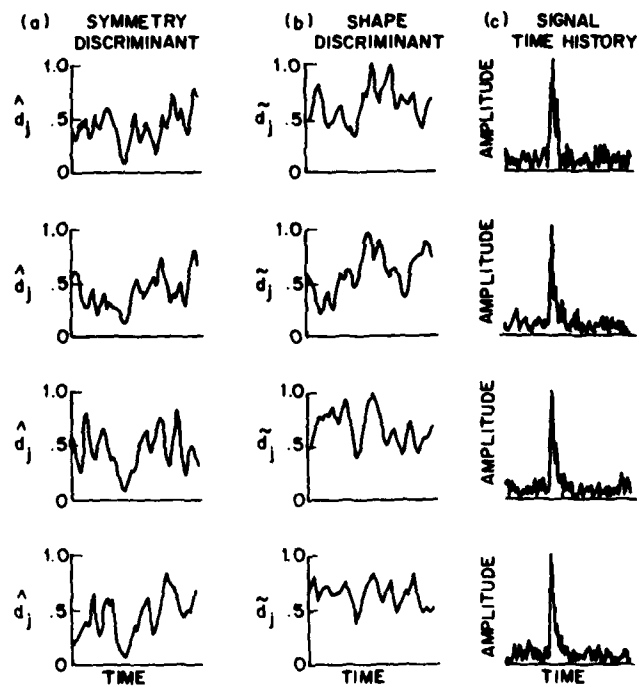 (a) SYMMETRY DISCRIMINANT
(b) SHAPE DISCRIMINANT
(c) SIGNAL TIME HISTORY
1.0
d̂j .5
0
1.0
d̃j .5
0
AMPLITUDE
1.0
d̂j .5
0
1.0
d̃j .5
0
AMPLITUDE
1.0
d̂j .5
0
1.0
d̃j .5
0
AMPLITUDE
1.0
d̂j .5
0
TIME
1.0
d̃j .5
0
TIME
AMPLITUDE
TIME